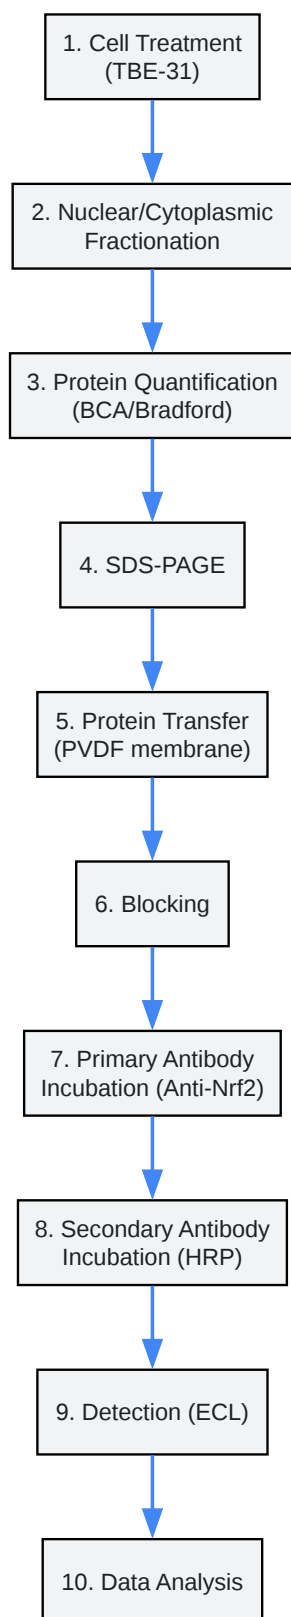 1. Cell Treatment
(TBE-31)
2. Nuclear/Cytoplasmic
Fractionation
3. Protein Quantification
(BCA/Bradford)
4. SDS-PAGE
5. Protein Transfer
(PVDF membrane)
6. Blocking
7. Primary Antibody
Incubation (Anti-Nrf2)
8. Secondary Antibody
Incubation (HRP)
9. Detection (ECL)
10. Data Analysis